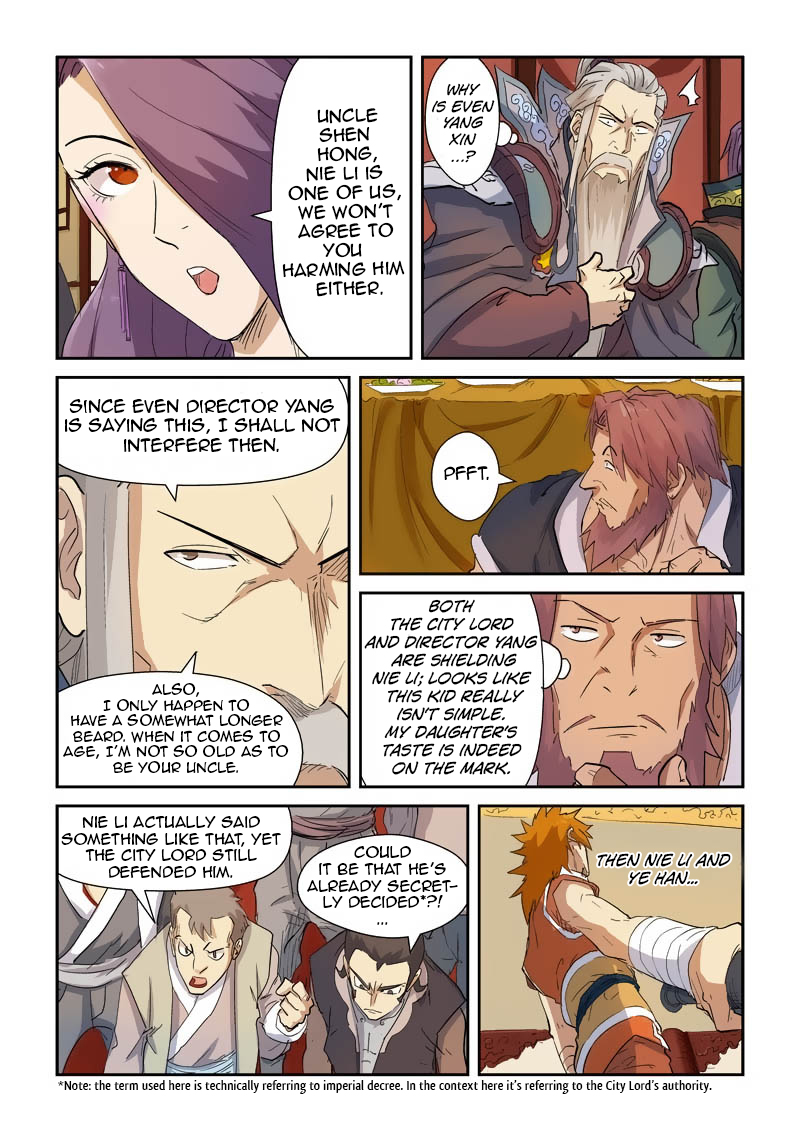 UNCLE
SHEN
HONG,
NIE LI IS
ONE OF US,
WE WON'T
AGREE TO
YOU
HARMING HIM
EITHER.
WHY
IS EVEN
YANG
XIN
...?
SINCE EVEN DIRECTOR YANG
IS SAYING THIS, I SHALL NOT
INTERFERE THEN.
ALSO,
I ONLY HAPPEN TO
HAVE A SOMEWHAT LONGER
BEARD. WHEN IT COMES TO
AGE, I'M NOT SO OLD AS TO
BE YOUR UNCLE.
PFFT.
BOTH
THE CITY LORD
AND DIRECTOR YANG
ARE SHIELDING
NIE LI; LOOKS LIKE
THIS KID REALLY
ISN'T SIMPLE.
MY DAUGHTER'S
TASTE IS INDEED
ON THE MARK.
NIE LI ACTUALLY SAID
SOMETHING LIKE THAT, YET
THE CITY LORD STILL
DEFENDED HIM.
COULD
IT BE THAT HE'S
ALREADY SECRET-
LY DECIDED*?!
...
THEN NIE LI AND
YE HAN...
*Note: the term used here is technically referring to imperial decree. In the context here it's referring to the City Lord's authority.